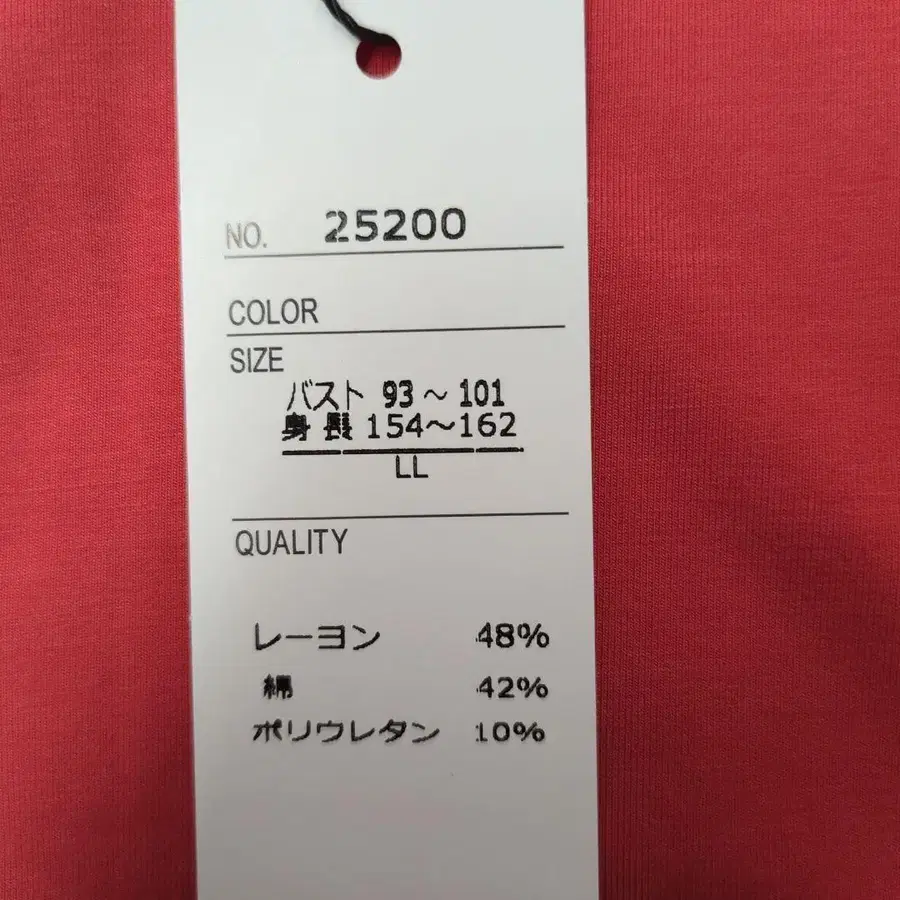 NO. 25200
COLOR
SIZE
バスト 93～101
身長 154～162
LL
QUALITY
レーヨン 48%
綿 42%
ポリウレタン 10%